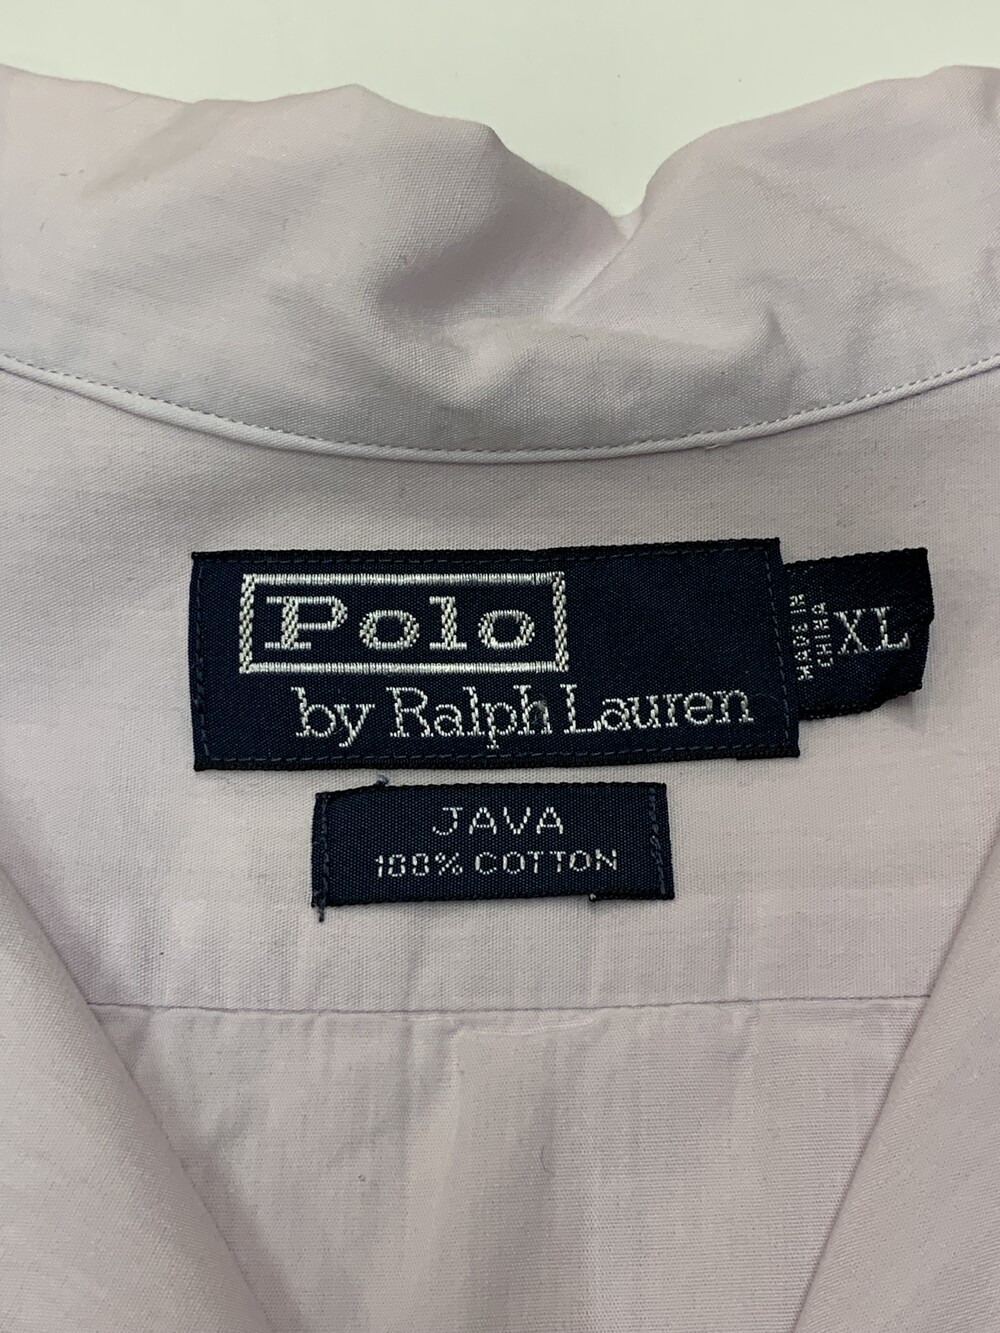 Polo
by Ralph Lauren
MADE IN
CHINA
XL
JAVA
100% COTTON